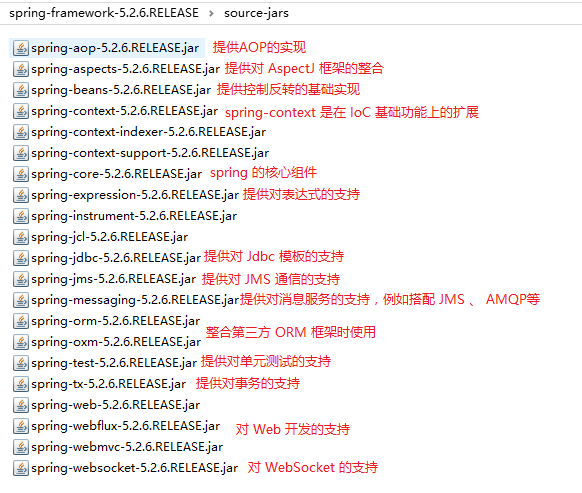 spring-framework-5.2.6.RELEASE > source-jars
spring-aop-5.2.6.RELEASE.jar 提供AOP的实现
spring-aspects-5.2.6.RELEASE.jar 提供对 AspectJ 框架的整合
spring-beans-5.2.6.RELEASE.jar 提供控制反转的基础实现
spring-context-5.2.6.RELEASE.jar spring-context 是在 IoC 基础功能上的扩展
spring-context-indexer-5.2.6.RELEASE.jar
spring-context-support-5.2.6.RELEASE.jar
spring-core-5.2.6.RELEASE.jar spring 的核心组件
spring-expression-5.2.6.RELEASE.jar 提供对表达式的支持
spring-instrument-5.2.6.RELEASE.jar
spring-jcl-5.2.6.RELEASE.jar
spring-jdbc-5.2.6.RELEASE.jar 提供对 Jdbc 模板的支持
spring-jms-5.2.6.RELEASE.jar 提供对 JMS 通信的支持
spring-messaging-5.2.6.RELEASE.jar 提供对消息服务的支持，例如搭配 JMS 、 AMQP等
spring-orm-5.2.6.RELEASE.jar
整合第三方 ORM 框架时使用
spring-oxm-5.2.6.RELEASE.jar
spring-test-5.2.6.RELEASE.jar 提供对单元测试的支持
spring-tx-5.2.6.RELEASE.jar 提供对事务的支持
spring-web-5.2.6.RELEASE.jar
spring-webflux-5.2.6.RELEASE.jar 对 Web 开发的支持
spring-webmvc-5.2.6.RELEASE.jar
spring-websocket-5.2.6.RELEASE.jar 对 WebSocket 的支持